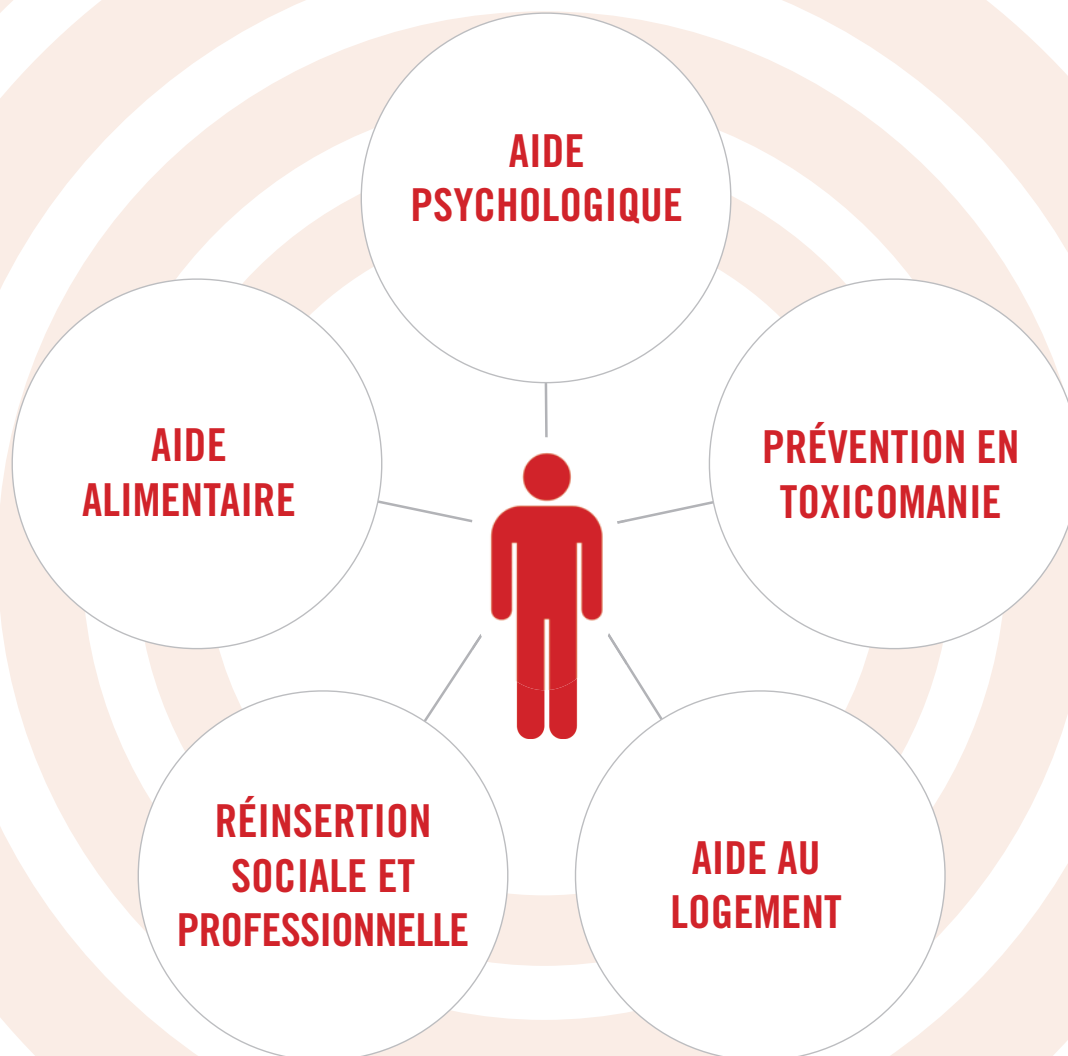 AIDE
PSYCHOLOGIQUE
AIDE
ALIMENTAIRE
PRÉVENTION EN
TOXICOMANIE
RÉINSERTION
SOCIALE ET
PROFESSIONNELLE
AIDE AU
LOGEMENT